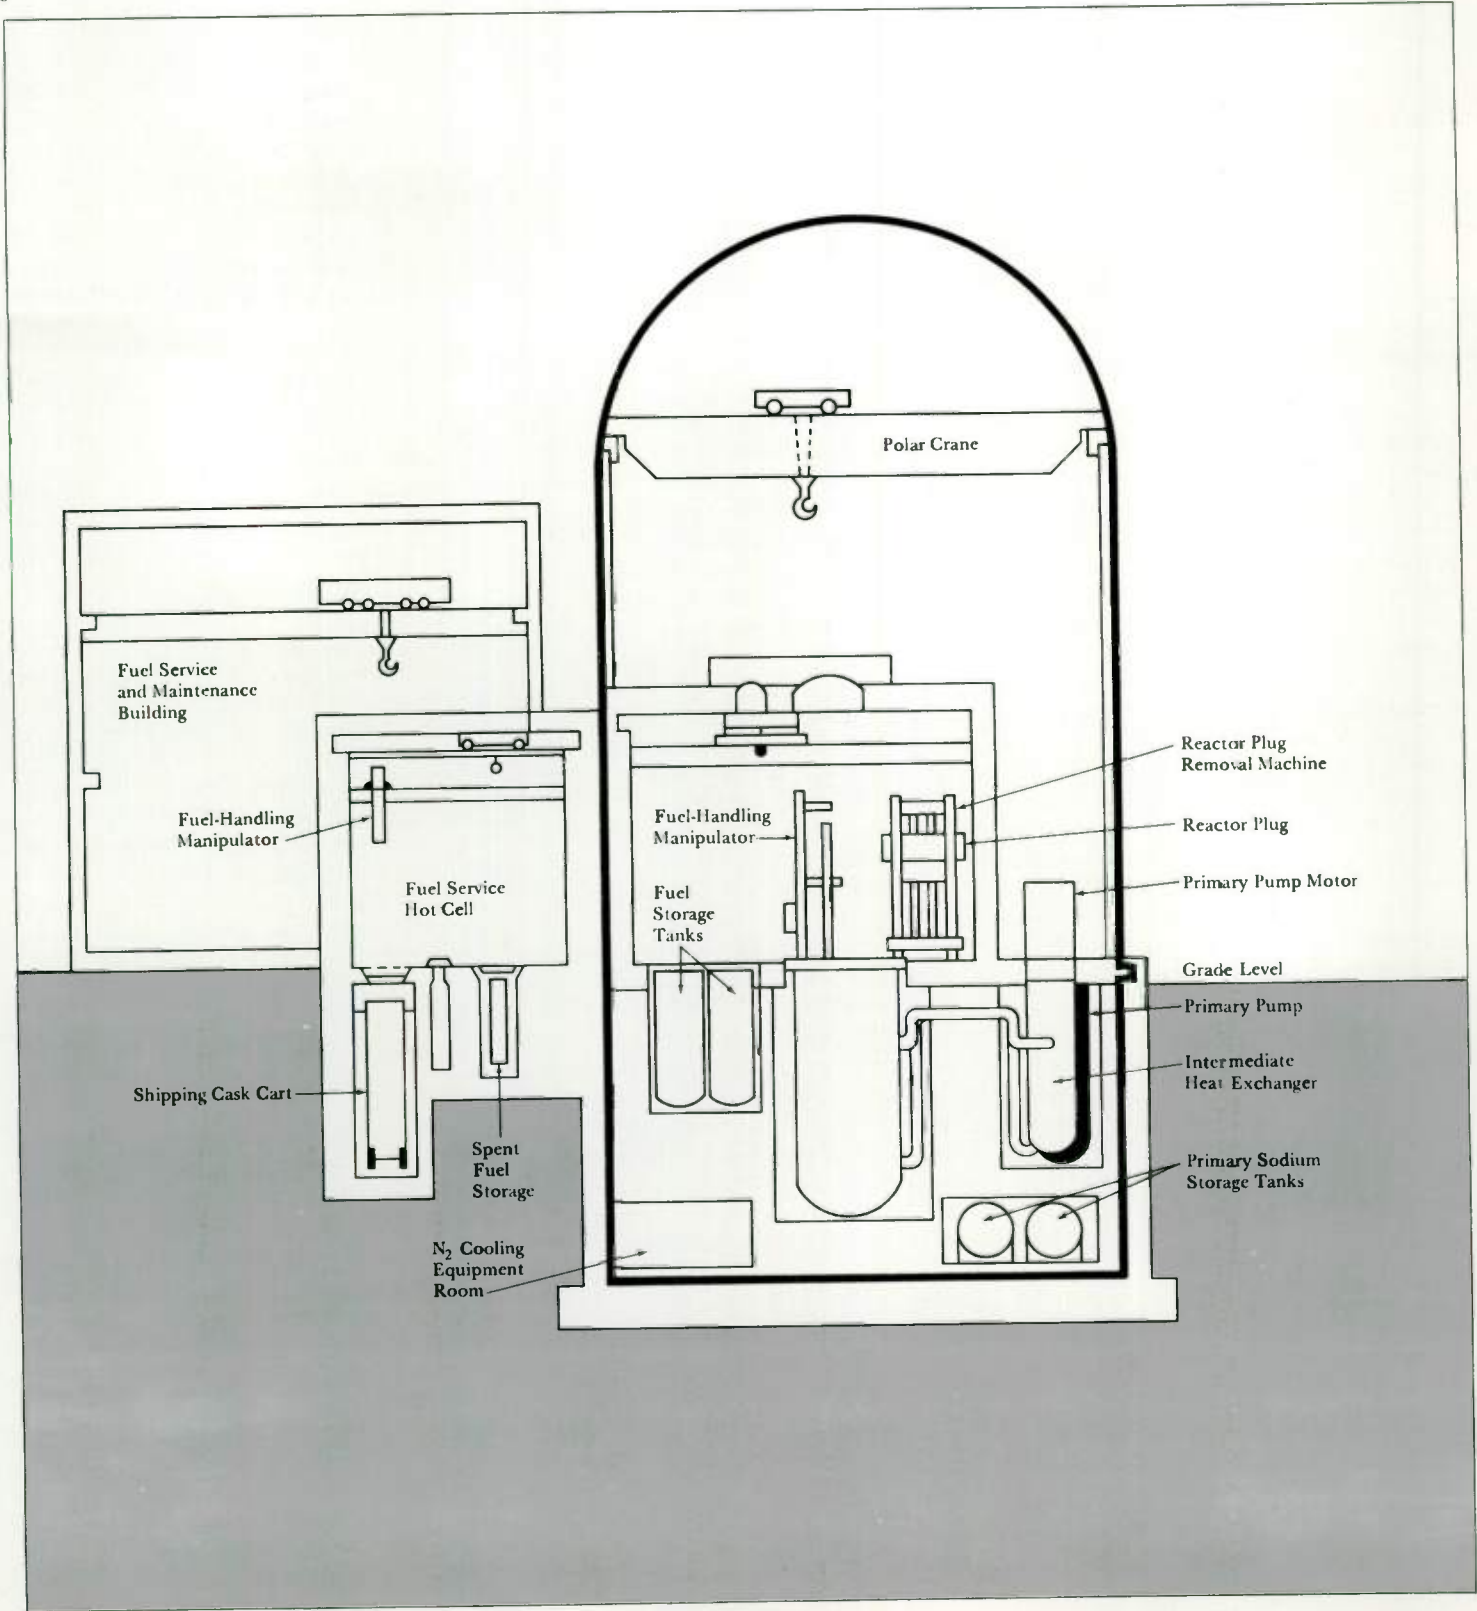 Polar Crane
Fuel Service
and Maintenance
Building
Reactor Plug
Removal Machine
Fuel-Handling
Manipulator
Fuel-Handling
Manipulator
Reactor Plug
Fuel Service
Hot Cell
Fuel
Storage
Tanks
Primary Pump Motor
Grade Level
Primary Pump
Intermediate
Heat Exchanger
Shipping Cask Cart
Spent
Fuel
Storage
Primary Sodium
Storage Tanks
N₂ Cooling
Equipment
Room